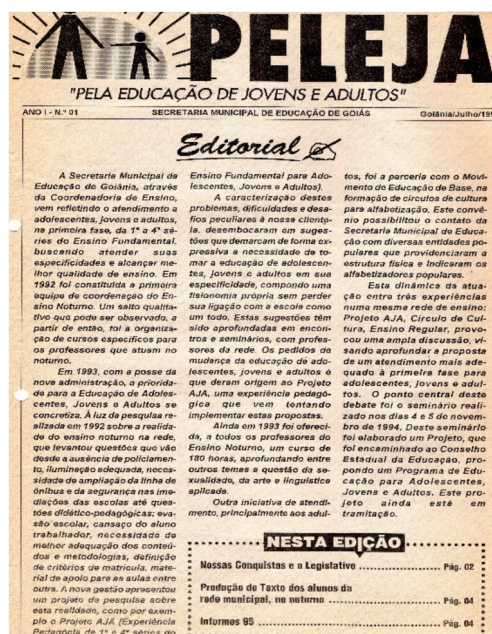 PELEJA
"PELA EDUCAÇÃO DE JOVENS E ADULTOS"
ANO I - N.º 01 SECRETARIA MUNICIPAL DE EDUCAÇÃO DE GOIÁS Goiânia/Julho/199
Editorial
A Secretaria Municipal da
Educação de Goiânia, através
da Coordenadoria de Ensino,
vem refletindo o atendimento a
adolescentes, jovens e adultos,
na primeira fase, da 1ª a 4ª sé-
ries do Ensino Fundamental,
buscando atender suas
especificidades e alcançar me-
lhor qualidade de ensino. Em
1992 foi constituída a primeira
equipe de coordenação do En-
sino Noturno. Um salto qualita-
tivo que pode ser observado, a
partir de então, foi a organiza-
ção de cursos específicos para
os professores que atuam no
noturno.
Em 1993, com a posse da
nova administração, a priorida-
de para a Educação de Adoles-
centes, Jovens e Adultos se
concretiza. À luz da pesquisa re-
alizada em 1992 sobre a realida-
de do ensino noturno na rede,
que levantou questões que vão
desde a ausência de policiamen-
to, iluminação adequada, neces-
sidade de ampliação da linha de
ônibus e da segurança nas ime-
diações das escolas até ques-
tões didático-pedagógicas; eva-
são escolar, cansaço do aluno
trabalhador, necessidade de
melhor adequação dos conteú-
dos e metodologias, definição
de critérios de matrícula, mate-
rial de apoio para as aulas entre
outra. A nova gestão apresentou
um projeto de pesquisa sobre
esta realidade, como por exem-
plo o Projeto AJA (Experiência
Pedagógica de 1ª e 4ª séries do
Ensino Fundamental para Ado-
lescentes, Jovens e Adultos).
A caracterização destes
problemas, dificuldades e desa-
fios peculiares à nossa cliente-
la, desembocaram em suges-
tões que demarcam de forma ex-
pressiva a necessidade de to-
mar a educação de adolescen-
tes, jovens e adultos em sua
especificidade, compondo uma
fisionomia própria sem perder
sua ligação com a escola como
um todo. Estas sugestões têm
sido aprofundadas em encon-
tros e seminários, com profes-
sores da rede. Os pedidos de
mudança da educação de ado-
lescentes, jovens e adultos é
que deram origem ao Projeto
AJA, uma experiência pedagó-
gica que vem tentando
implementar estas propostas.
Ainda em 1993 foi ofereci-
da, a todos os professores do
Ensino Noturno, um curso de
180 horas, aprofundando entre
outros temas a questão da se-
xualidade, da arte e linguística
aplicada.
Outra iniciativa de atendi-
mento, principalmente aos adul-
tos, foi a parceria com o Movi-
mento de Educação de Base, na
formação de círculos de cultura
para alfabetização. Este convê-
nio possibilitou o contato da
Secretaria Municipal de Educa-
ção com diversas entidades po-
pulares que providenciaram a
estrutura física e indicaram os
alfabetizadores populares.
Esta dinâmica da atua-
ção entre três experiências
numa mesma rede de ensino:
Projeto AJA, Círculo de Cul-
tura, Ensino Regular, provo-
cou uma ampla discussão, vi-
sando aprofundar a proposta
de um atendimento mais ade-
quado à primeira fase para
adolescentes, jovens e adul-
tos. O ponto central deste
debate foi o seminário reali-
zado nos dias 4 e 5 de novem-
bro de 1994. Deste seminário
foi elaborado um Projeto, que
foi encaminhado ao Conselho
Estadual da Educação, pro-
pondo um Programa de Edu-
cação para Adolescentes,
Jovens e Adultos. Este pro-
jeto ainda está em
tramitação.
NESTA EDIÇÃO
Nossas Conquistas e o Legislativo ........ Pág. 02
Produção de Texto dos alunos da
rede municipal, no noturno ........ Pág. 04
Informes 95 ........ Pág. 04